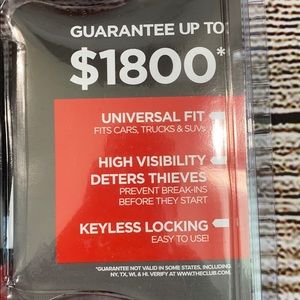 GUARANTEE UP TO
$1800*
UNIVERSAL FIT
FITS CARS, TRUCKS & SUVs
HIGH VISIBILITY
DETERS THIEVES
PREVENT BREAK-INS
BEFORE THEY START
KEYLESS LOCKING
EASY TO USE!
*GUARANTEE NOT VALID IN SOME STATES, INCLUDING
NY, TX, WI, & HI. VERIFY AT WWW.THECLUB.COM